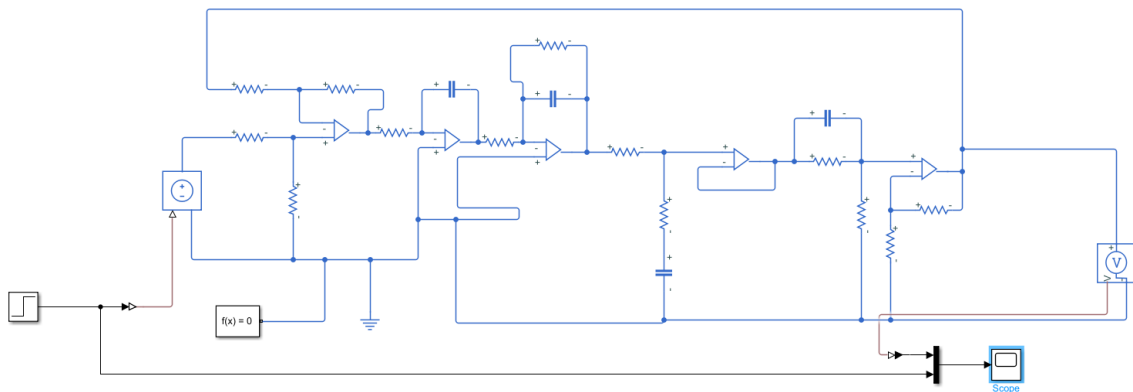 f(x) = 0
V
Scope